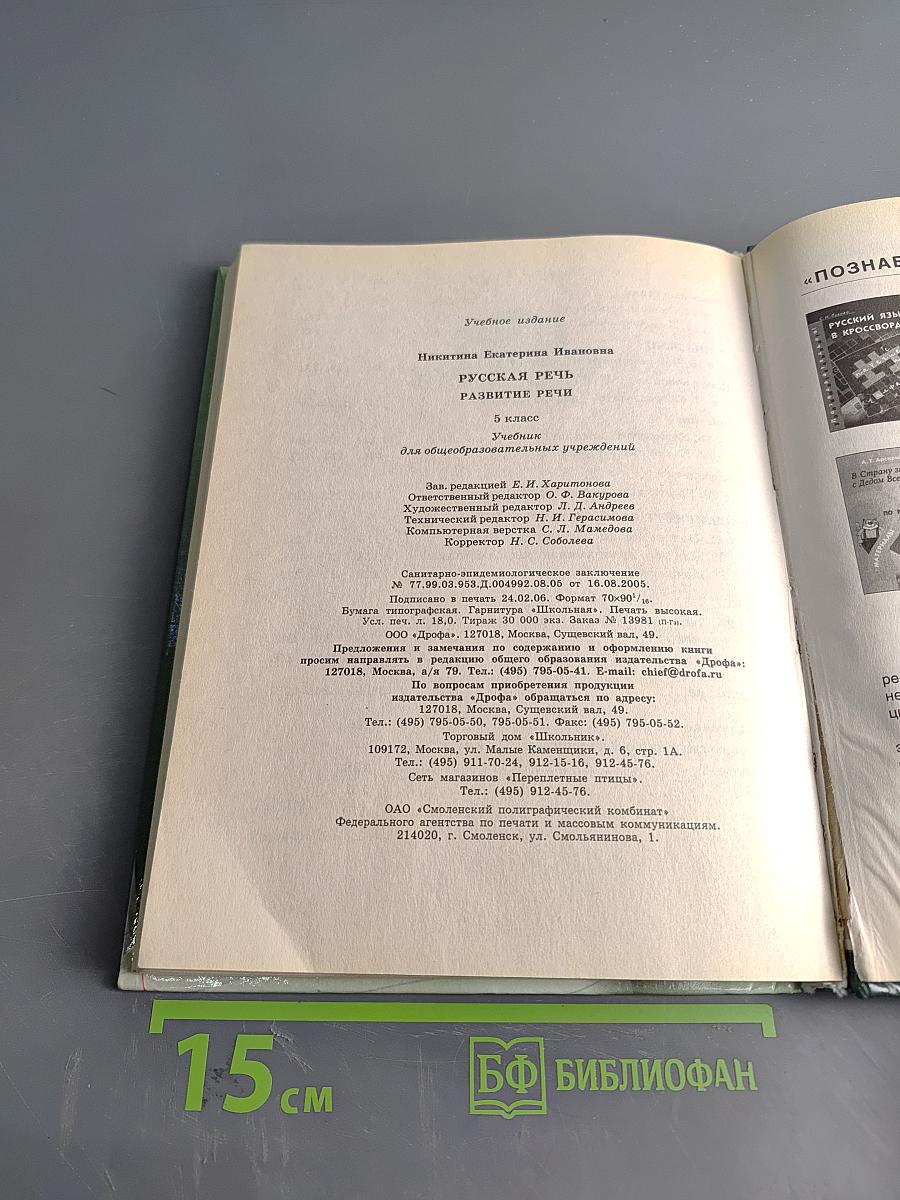 Учебное издание
Никитина Екатерина Ивановна
РУССКАЯ РЕЧЬ
РАЗВИТИЕ РЕЧИ
5 класс
Учебник
для общеобразовательных учреждений
Зав. редакцией Е. И. Харитонова
Ответственный редактор О. Ф. Вакурова
Художественный редактор Л. Д. Андреев
Технический редактор Н. И. Герасимова
Компьютерная верстка С. Л. Мамедова
Корректор Н. С. Соболева
Санитарно-эпидемиологическое заключение
№ 77.99.03.953.Д.004992.08.05 от 16.08.2005.
Подписано в печать 24.02.06. Формат 70×90¹/₁₆.
Бумага типографская. Гарнитура «Школьная». Печать высокая.
Усл. печ. л. 18,0. Тираж 30 000 экз. Заказ № 13981 (п-гз).
ООО «Дрофа». 127018, Москва, Сущевский вал, 49.
Предложения и замечания по содержанию и оформлению книги
просим направлять в редакцию общего образования издательства «Дрофа»:
127018, Москва, а/я 79. Тел.: (495) 795-05-41. E-mail: chief@drofa.ru
По вопросам приобретения продукции
издательства «Дрофа» обращаться по адресу:
127018, Москва, Сущевский вал, 49.
Тел.: (495) 795-05-50, 795-05-51. Факс: (495) 795-05-52.
Торговый дом «Школьник».
109172, Москва, ул. Малые Каменщики, д. 6, стр. 1А.
Тел.: (495) 911-70-24, 912-15-16, 912-45-76.
Сеть магазинов «Переплетные птицы».
Тел.: (495) 912-45-76.
ОАО «Смоленский полиграфический комбинат»
Федерального агентства по печати и массовым коммуникациям.
214020, г. Смоленск, ул. Смольянинова, 1.
«ПОЗНАВ
РУССКИЙ ЯЗЫ
В КРОССВОРД
В Страну за
с Дедом Все
МАТЕРИАЛЫ
ПО
ре
не
ц
з
15 см
БФ БИБЛИОФАН